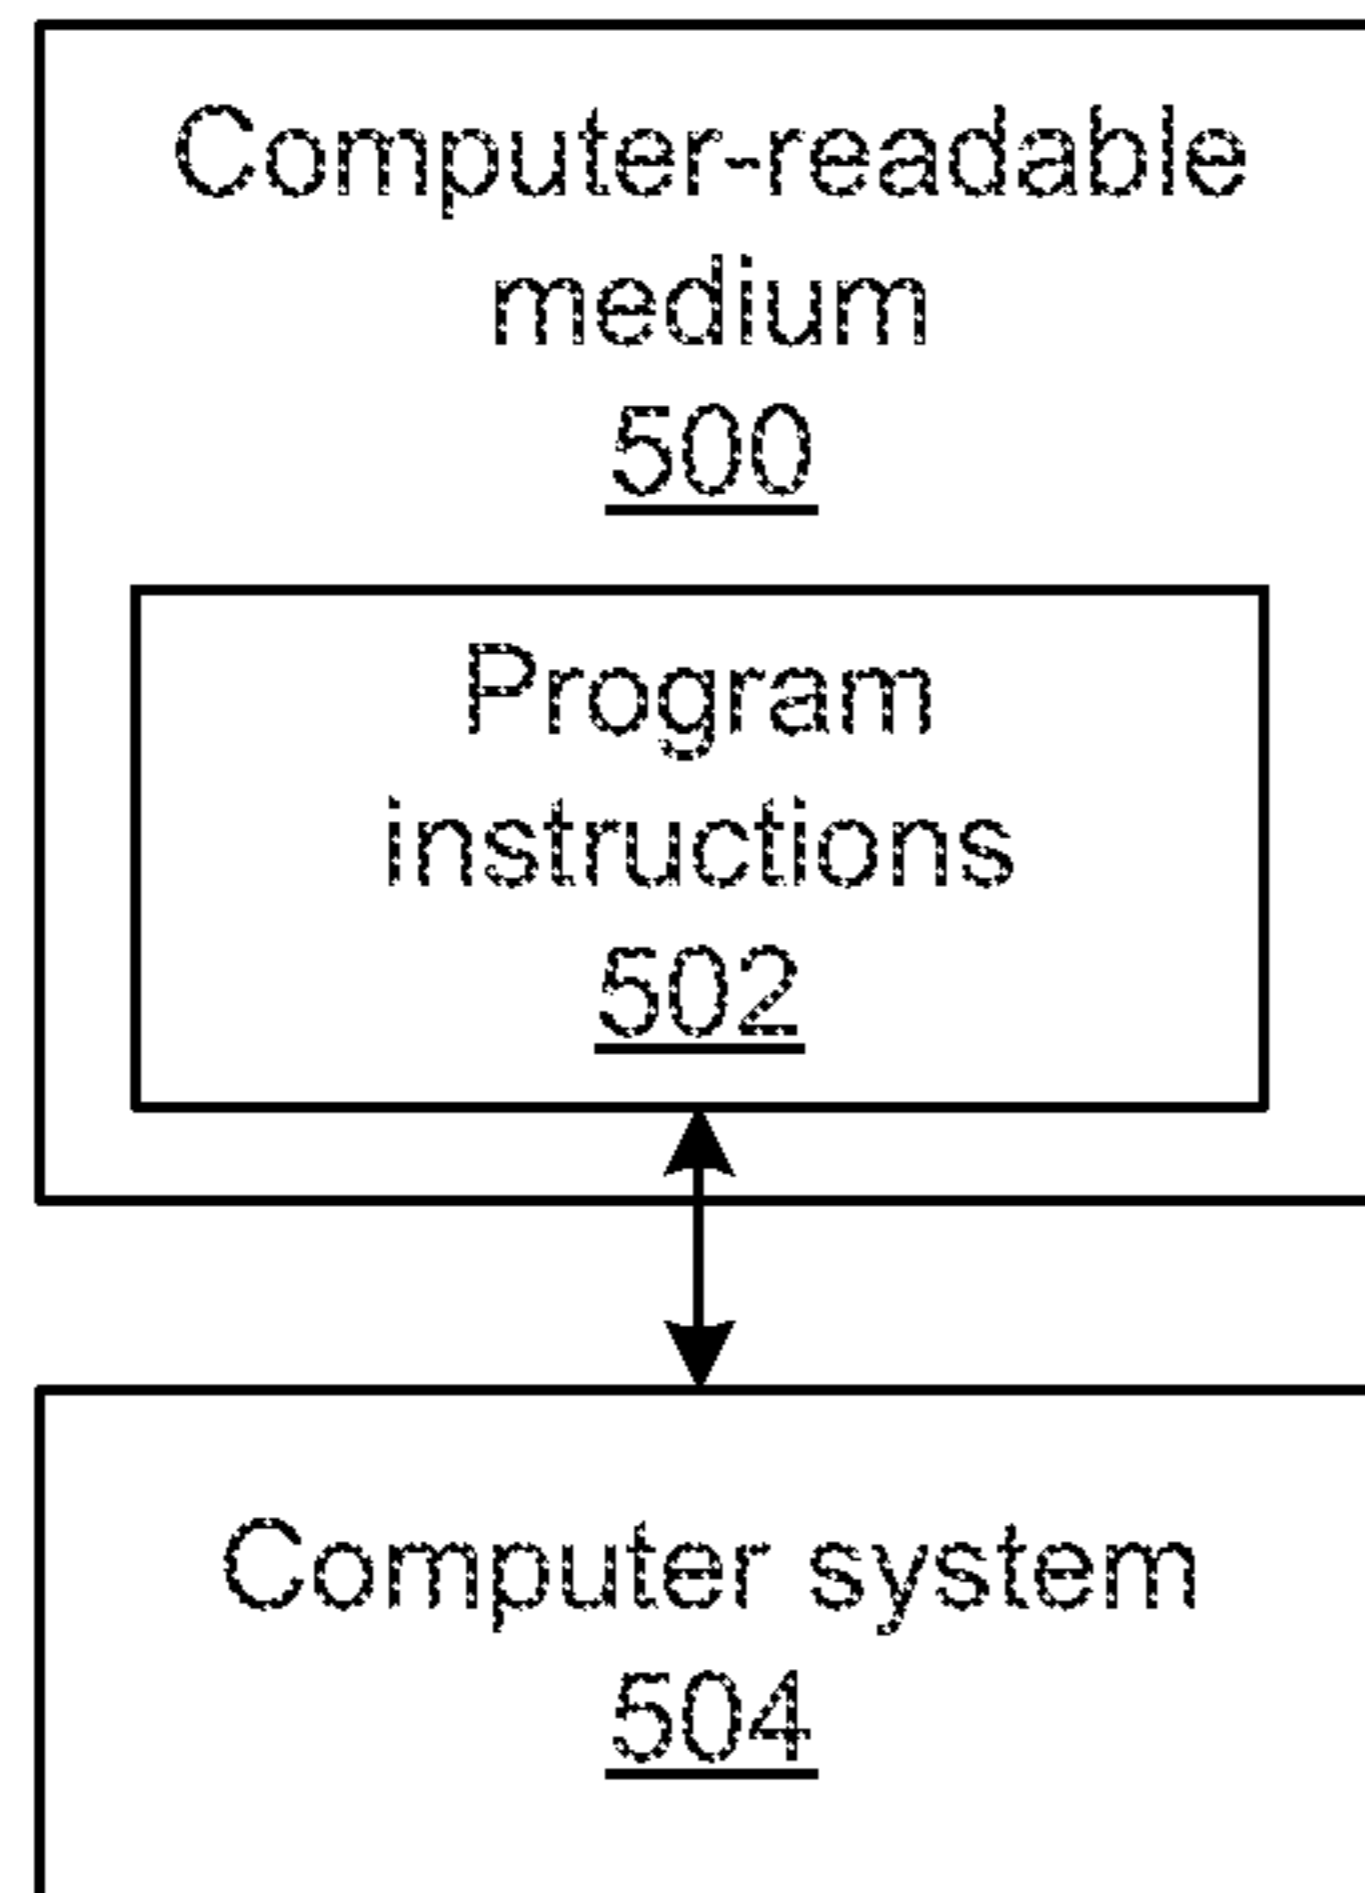 Computer-readable
medium
500
Program
instructions
502
Computer system
504